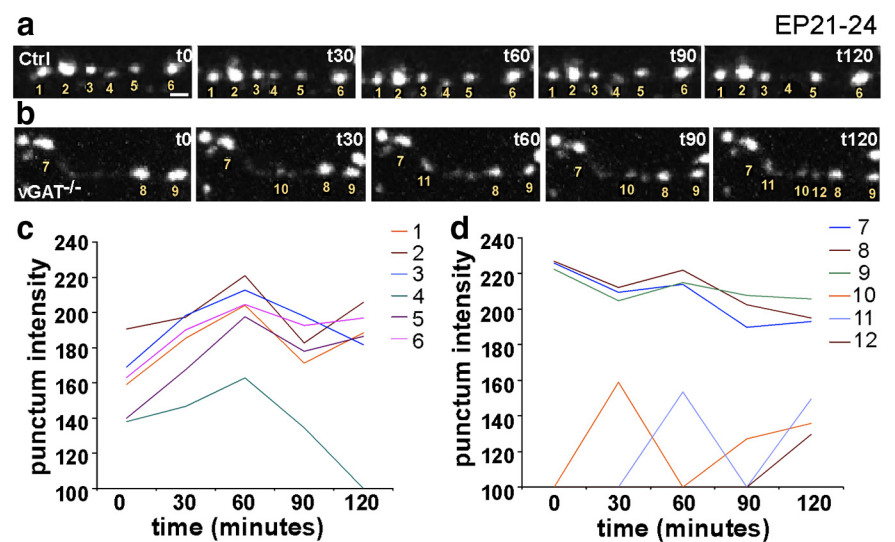 a
EP21-24
Ctrl
t0
t30
t60
t90
t120
1 2 3 4 5 6
1 2 3 4 5 6
1 2 3 4 5 6
1 2 3 4 5 6
1 2 3 4 5 6
b
vGAT-/-
t0
t30
t60
t90
t120
7 8 9
7 10 8 9
7 11 8 9
7 10 8 9
7 11 10 12 8 9
c
punctum intensity
240
220
200
180
160
140
120
100
0 30 60 90 120
time (minutes)
1
2
3
4
5
6
d
punctum intensity
240
220
200
180
160
140
120
100
0 30 60 90 120
time (minutes)
7
8
9
10
11
12